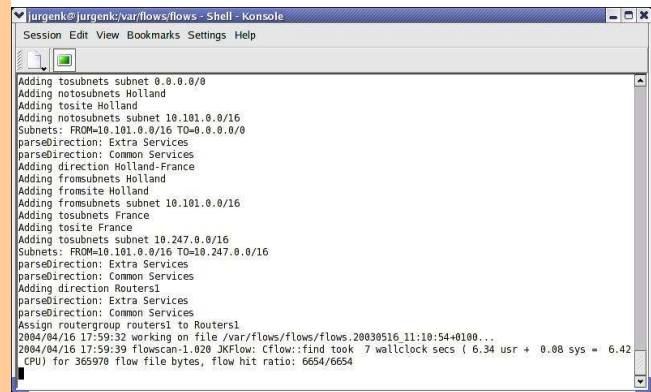 jurgenk@jurgenk:/var/flows/flows - Shell - Konsole
Session Edit View Bookmarks Settings Help
Adding tosubnets subnet 0.0.0.0/0
Adding notosubnets Holland
Adding tosite Holland
Adding notosubnets subnet 10.101.0.0/16
Subnets: FROM=10.101.0.0/16 TO=0.0.0.0/0
parseDirection: Extra Services
parseDirection: Common Services
Adding direction Holland-France
Adding fromsubnets Holland
Adding fromsite Holland
Adding fromsubnets subnet 10.101.0.0/16
Adding tosubnets France
Adding tosite France
Adding tosubnets subnet 10.247.0.0/16
Subnets: FROM=10.101.0.0/16 TO=10.247.0.0/16
parseDirection: Extra Services
parseDirection: Common Services
Adding direction Routers1
parseDirection: Extra Services
parseDirection: Common Services
Assign routergroup routers1 to Routers1
2004/04/16 17:59:32 working on file /var/flows/flows/flows.20030516_11:10:54+0100...
2004/04/16 17:59:39 flowscan-1.020 JKFlow: Cflow::find took 7 wallclock secs ( 6.34 usr + 0.08 sys = 6.42
CPU) for 365970 flow file bytes, flow hit ratio: 6654/6654